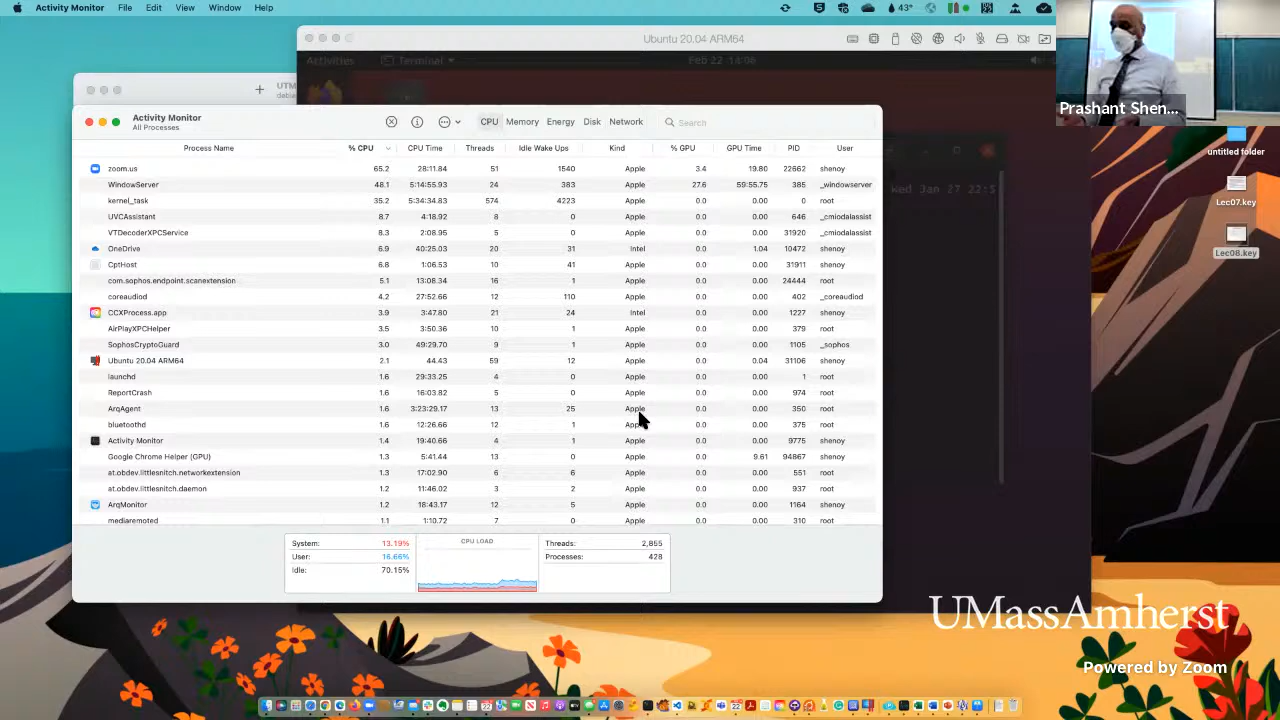 Activity Monitor File Edit View Window Help 43°
Ubuntu 20.04 ARM64
Activities Terminal Feb 22 14:06
UTM
Activity Monitor
All Processes
CPU Memory Energy Disk Network Search
Process Name % CPU CPU Time Threads Idle Wake Ups Kind % GPU GPU Time PID User
zoom.us 65.2 28:11.84 51 1540 Apple 3.4 19.80 22662 shenoy
WindowServer 48.1 5:14:55.93 24 383 Apple 27.6 59:55.75 385 _windowserver
kernel_task 35.2 5:34:34.83 574 4223 Apple 0.0 0.00 0 root
UVCAssistant 8.7 4:18.92 8 0 Apple 0.0 0.00 646 _cmiodalassist
VTDecoderXPCService 8.3 2:08.95 5 0 Apple 0.0 0.00 31920 _cmiodalassist
OneDrive 6.9 40:25.03 20 31 Intel 0.0 1.04 10472 shenoy
CptHost 6.8 1:06.53 10 41 Apple 0.0 0.00 31911 shenoy
com.sophos.endpoint.scanextension 5.1 13:08.34 16 1 Apple 0.0 0.00 24444 root
coreaudiod 4.2 27:52.66 12 110 Apple 0.0 0.00 402 _coreaudiod
CCXProcess.app 3.9 3:47.80 21 24 Intel 0.0 0.00 1227 shenoy
AirPlayXPCHelper 3.5 3:50.36 10 1 Apple 0.0 0.00 379 root
SophosCryptoGuard 3.0 49:29.70 9 1 Apple 0.0 0.00 1105 _sophos
Ubuntu 20.04 ARM64 2.1 44.43 59 12 Apple 0.0 0.04 31106 shenoy
launchd 1.6 29:33.25 4 0 Apple 0.0 0.00 1 root
ReportCrash 1.6 16:03.82 5 0 Apple 0.0 0.00 974 root
ArqAgent 1.6 3:23:29.17 13 25 Apple 0.0 0.00 350 root
bluetoothd 1.6 12:26.66 12 1 Apple 0.0 0.00 375 root
Activity Monitor 1.4 19:40.66 4 1 Apple 0.0 0.00 9775 shenoy
Google Chrome Helper (GPU) 1.3 5:41.44 13 0 Apple 0.0 9.61 94867 shenoy
at.obdev.littlesnitch.networkextension 1.3 17:02.90 6 6 Apple 0.0 0.00 551 root
at.obdev.littlesnitch.daemon 1.2 11:46.02 3 2 Apple 0.0 0.00 937 root
ArqMonitor 1.2 18:43.17 12 5 Apple 0.0 0.00 1164 shenoy
mediaremoted 1.1 1:10.72 7 0 Apple 0.0 0.00 310 root
System: 13.19%
User: 16.66%
Idle: 70.15%
CPU LOAD
Threads: 2,855
Processes: 428
ked Jan 27 22:5
Prashant Shen...
untitled folder
Lec07.key
Lec08.key
UMassAmherst
Powered by Zoom